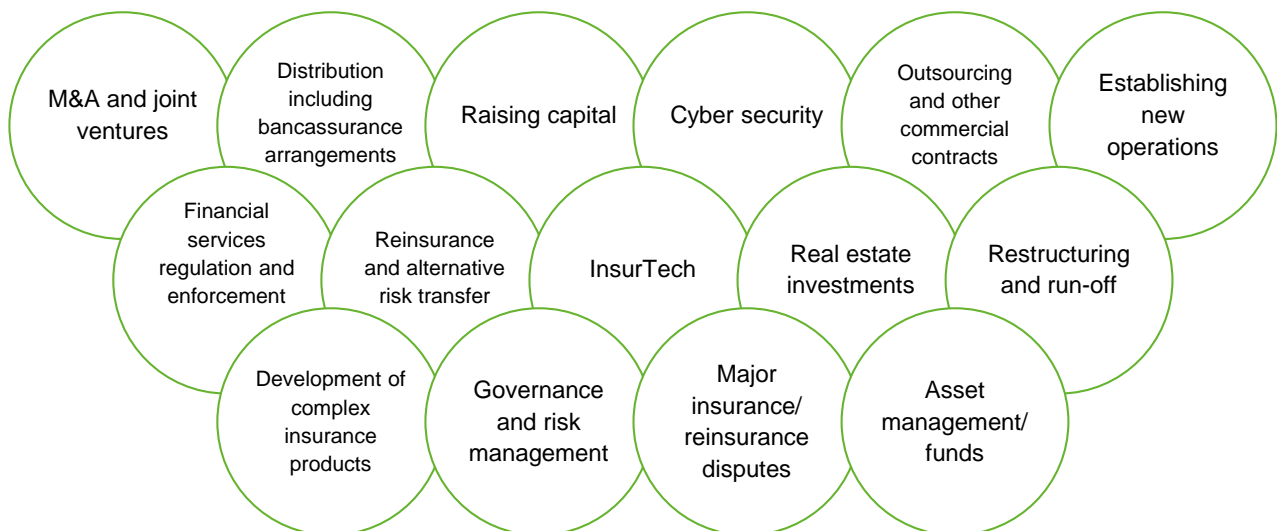 M&A and joint
ventures
Distribution
including
bancassurance
arrangements
Raising capital
Cyber security
Outsourcing
and other
commercial
contracts
Establishing
new
operations
Financial
services
regulation and
enforcement
Reinsurance
and alternative
risk transfer
InsurTech
Real estate
investments
Restructuring
and run-off
Development of
complex
insurance
products
Governance
and risk
management
Major
insurance/
reinsurance
disputes
Asset
management/
funds